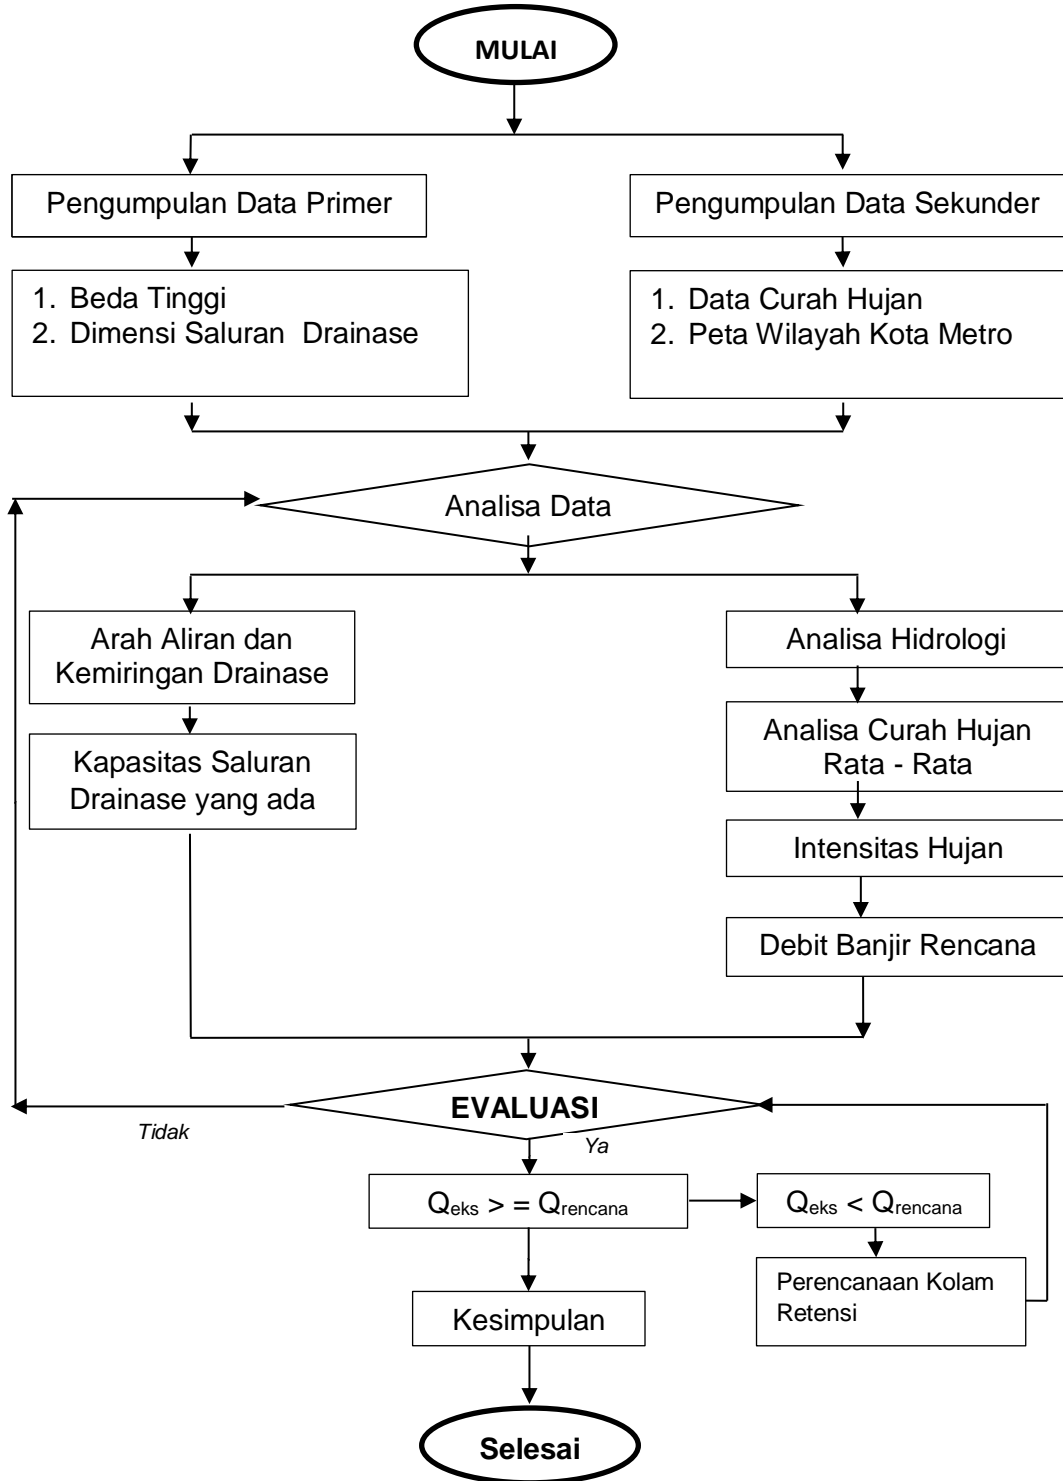 MULAI
Pengumpulan Data Primer
Pengumpulan Data Sekunder
1. Beda Tinggi
2. Dimensi Saluran Drainase
1. Data Curah Hujan
2. Peta Wilayah Kota Metro
Analisa Data
Arah Aliran dan
Kemiringan Drainase
Kapasitas Saluran
Drainase yang ada
Analisa Hidrologi
Analisa Curah Hujan
Rata - Rata
Intensitas Hujan
Debit Banjir Rencana
EVALUASI
Tidak
Ya
Qeks > = Qrencana
Qeks < Qrencana
Perencanaan Kolam
Retensi
Kesimpulan
Selesai